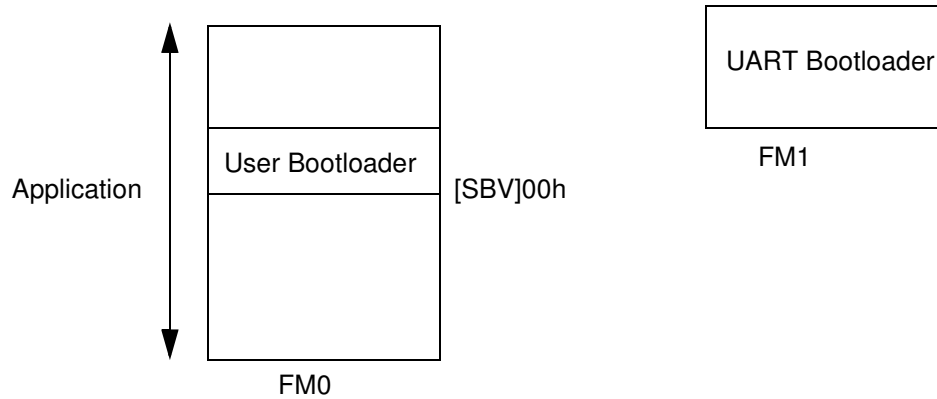 UART Bootloader
FM1
User Bootloader
Application
[SBV]00h
FM0